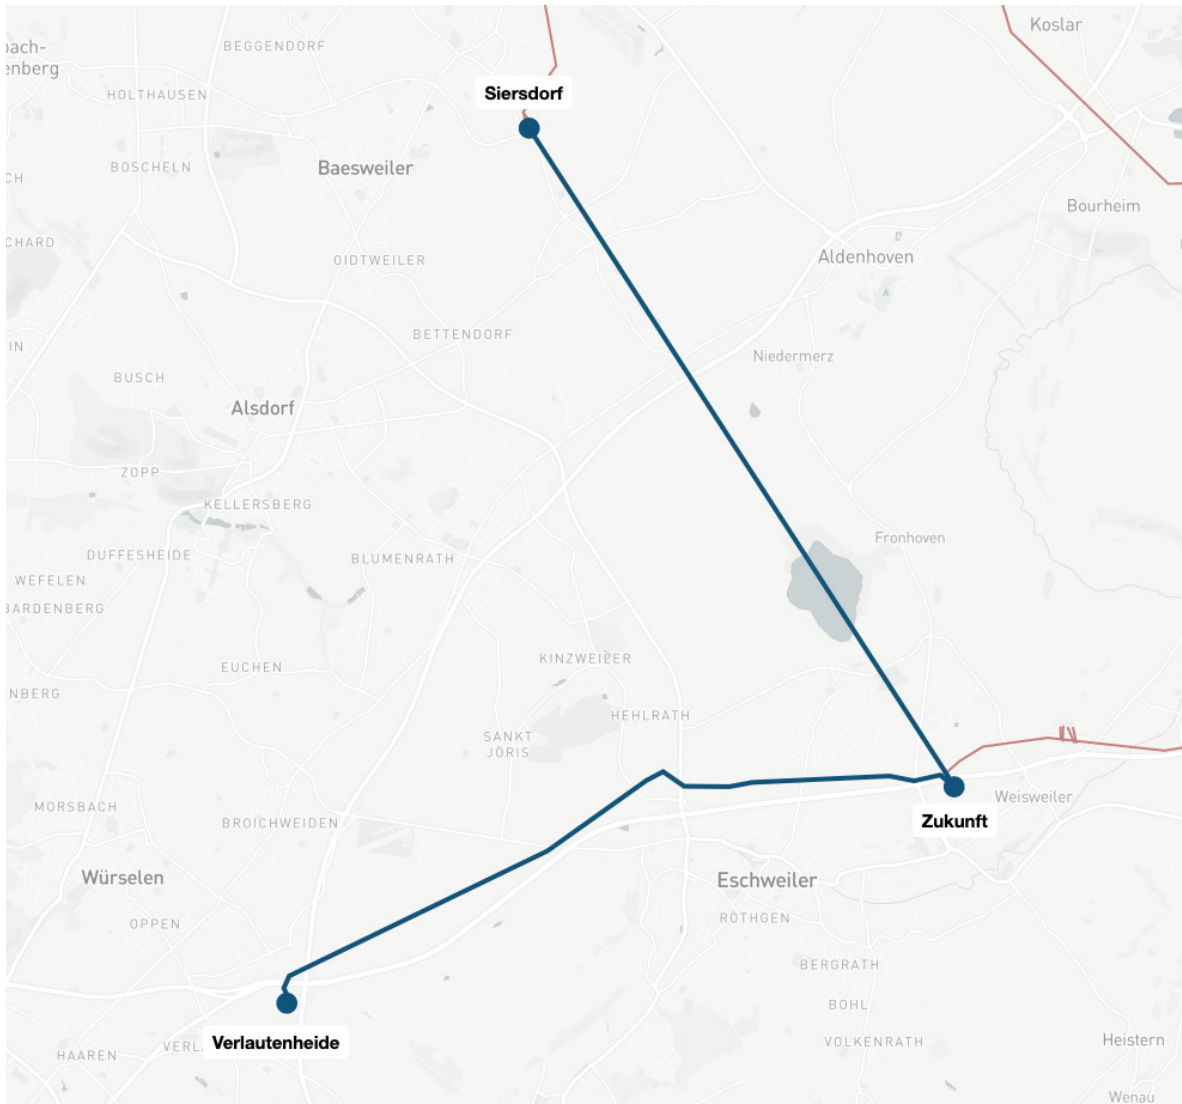 Koslar
BEGGENDORF
Siersdorf
HOLTHAUSEN
BOSCHELN
Baesweiler
Bourheim
OIDTWEILER
Aldenhoven
BETTENDORF
Niedermerz
BUSCH
Alsdorf
ZOPP
KELLERSBERG
Fronhoven
DUFFESHEIDE
BLUMENRATH
WEFELEN
BARDENBERG
KINZWEILER
EUCHEN
HEHLRATH
SANKT
JÖRIS
MORSBACH
BROICHWEIDEN
Weisweiler
Zukunft
Würselen
Eschweiler
OPPEN
RÖTHGEN
BERGRATH
BOHL
Verlautenheide
VOLKENRATH
Heistern
HAAREN
Wenau